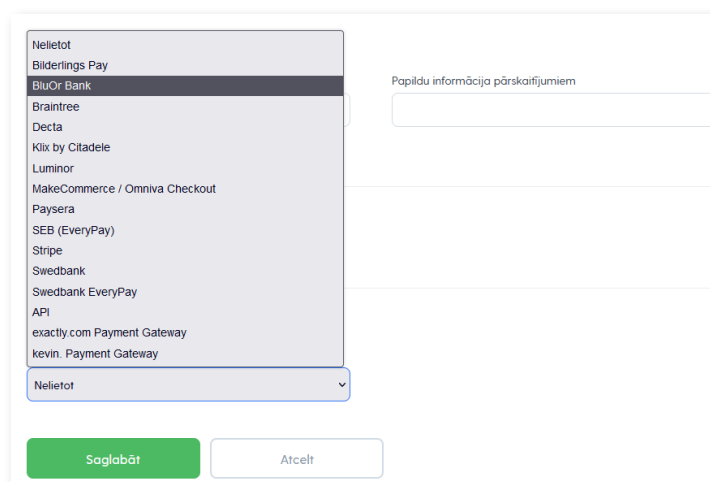 Nelietot
Bilderlings Pay
BluOr Bank
Braintree
Decta
Klix by Citadele
Luminor
MakeCommerce / Omniva Checkout
Paysera
SEB (EveryPay)
Stripe
Swedbank
Swedbank EveryPay
API
exactly.com Payment Gateway
kevin. Payment Gateway
Papildu informācija pārskaitījumiem
Nelietot
Saglabāt
Atcelt